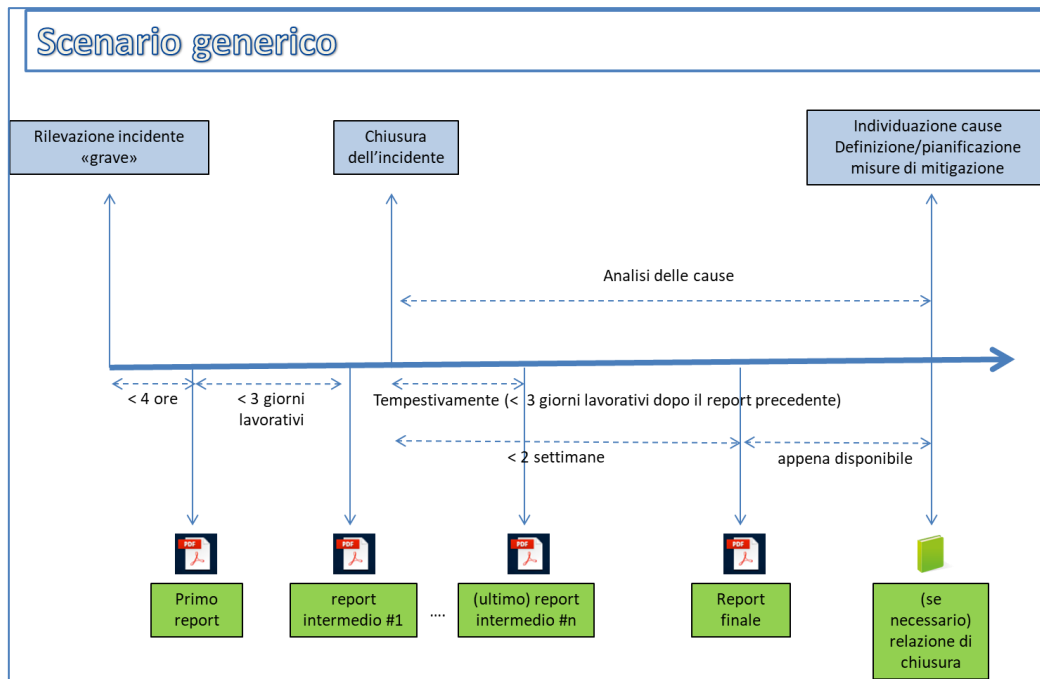 Scenario generico
Rilevazione incidente
«grave»
Chiusura
dell’incidente
Individuazione cause
Definizione/pianificazione
misure di mitigazione
Analisi delle cause
< 4 ore
< 3 giorni
lavorativi
Tempestivamente (< 3 giorni lavorativi dopo il report precedente)
< 2 settimane
appena disponibile
PDF
PDF
PDF
PDF
Primo
report
report
intermedio #1
....
(ultimo) report
intermedio #n
Report
finale
(se
necessario)
relazione di
chiusura